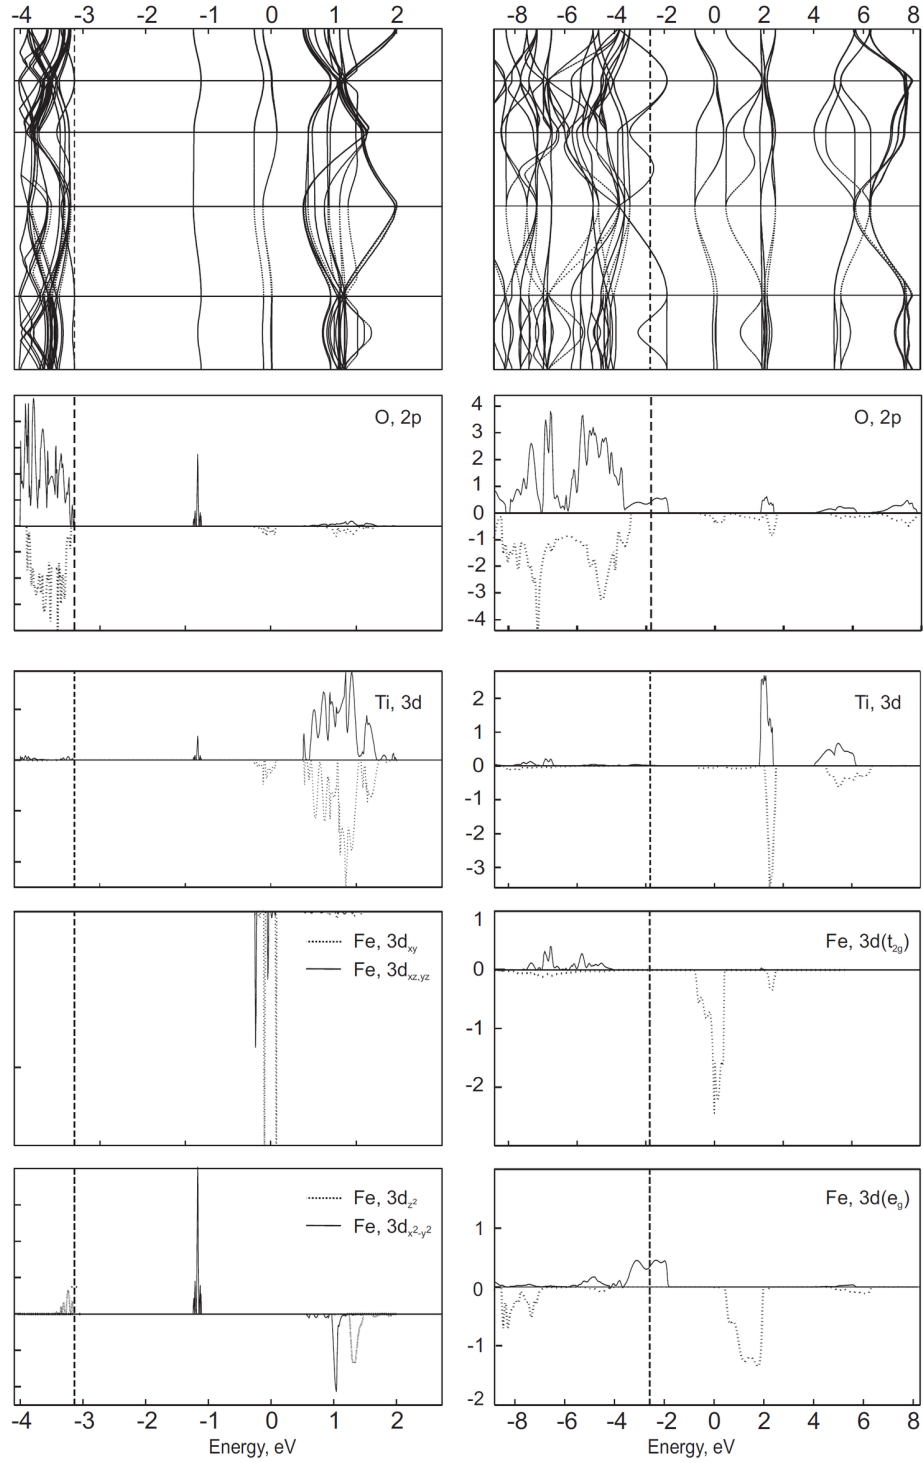 -4 -3 -2 -1 0 1 2
-8 -6 -4 -2 0 2 4 6 8
O, 2p
4
3
2
1
0
-1
-2
-3
-4
O, 2p
Ti, 3d
2
1
0
-1
-2
-3
Ti, 3d
Fe, 3dxy
Fe, 3dxz,yz
1
0
-1
-2
Fe, 3d(t2g)
Fe, 3dz2
Fe, 3dx2-y2
1
0
-1
-2
Fe, 3d(eg)
-4 -3 -2 -1 0 1 2
Energy, eV
-8 -6 -4 -2 0 2 4 6 8
Energy, eV